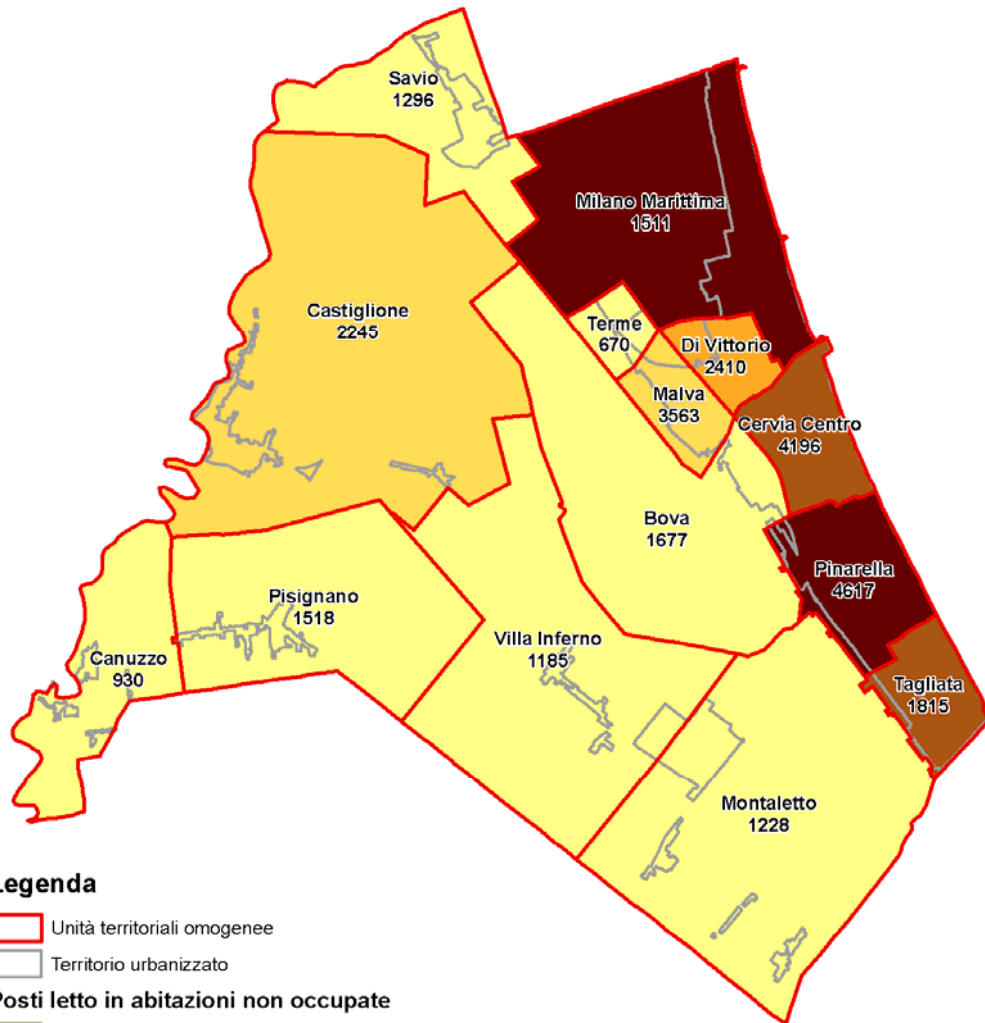 Savio
1296
Milano Marittima
1511
Castiglione
2245
Terme
670
Di Vittorio
2410
Malva
3563
Cervia Centro
4196
Bova
1677
Pinarella
4617
Pisignano
1518
Villa Inferno
1185
Canuzzo
930
Tagliata
1815
Montaletto
1228
Legenda
Unità territoriali omogenee
Territorio urbanizzato
Posti letto in abitazioni non occupate